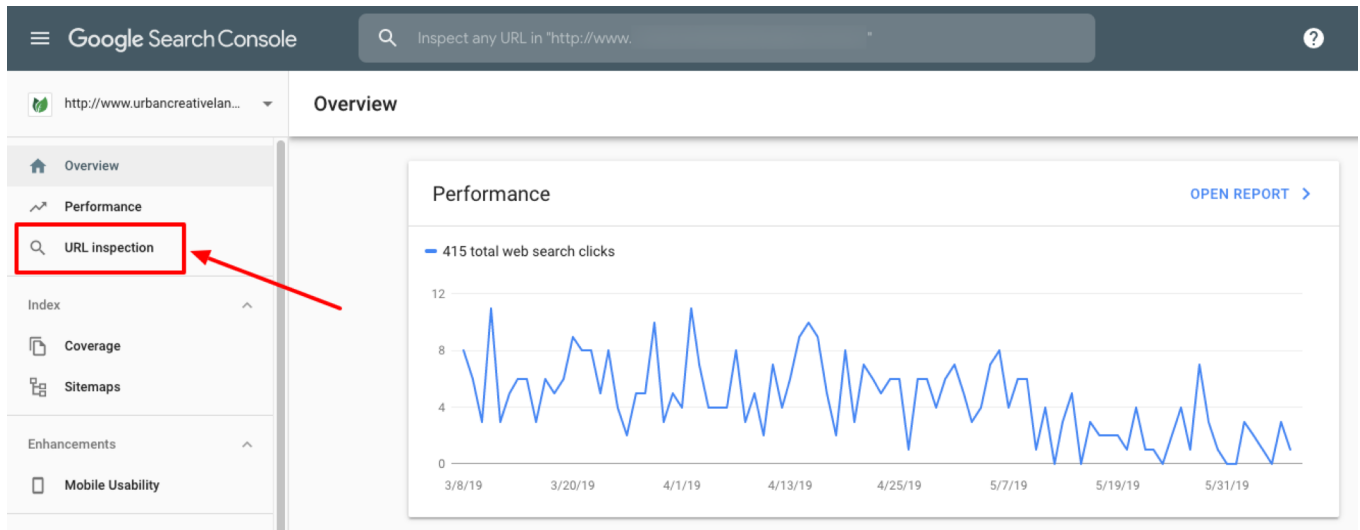 Google Search Console
Inspect any URL in "http://www. "
http://www.urbancreativelan...
Overview
Overview
Performance
URL inspection
Index
Coverage
Sitemaps
Enhancements
Mobile Usability
Performance
OPEN REPORT
415 total web search clicks
12
8
4
0
3/8/19 3/20/19 4/1/19 4/13/19 4/25/19 5/7/19 5/19/19 5/31/19